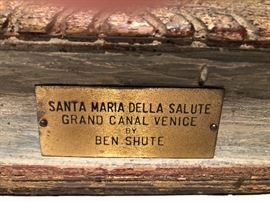 SANTA MARIA DELLA SALUTE
GRAND CANAL VENICE
BY
BEN SHUTE